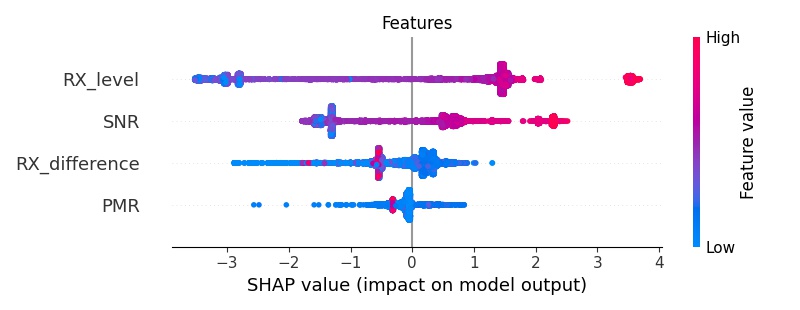 Features
High
RX_level
SNR
RX_difference
PMR
Feature value
Low
−3 −2 −1 0 1 2 3 4
SHAP value (impact on model output)